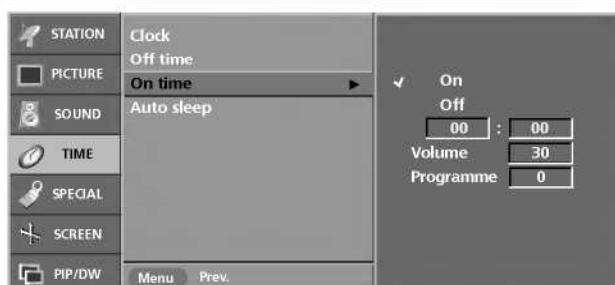 STATION
PICTURE
SOUND
TIME
SPECIAL
SCREEN
PIP/DW
Clock
Off time
On time
Auto sleep
Menu Prev.
On
Off
00 : 00
Volume 30
Programme 0